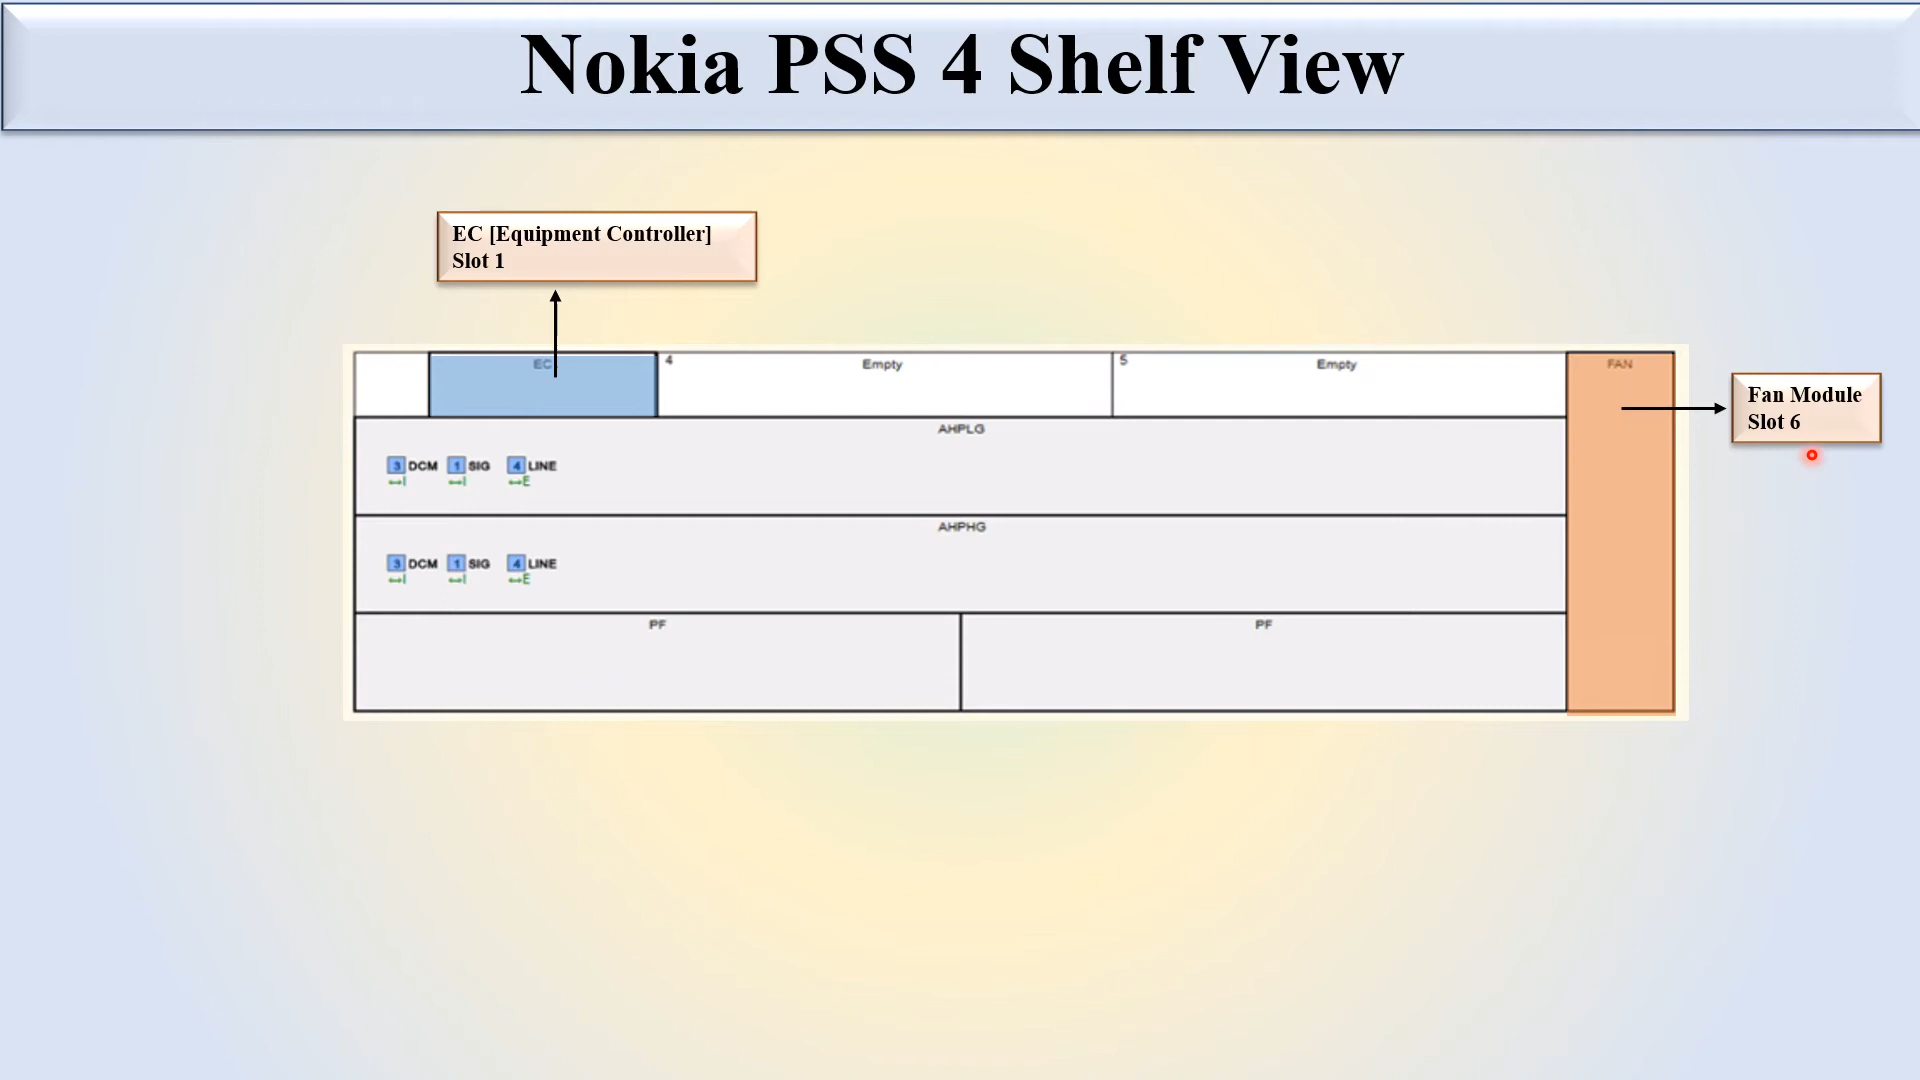 Nokia PSS 4 Shelf View
EC [Equipment Controller]
Slot 1
EC
4
Empty
5
Empty
FAN
Fan Module
Slot 6
AHPLG
3 DCM 1 SIG 4 LINE
↔I ↔I ↔E
AHPHG
3 DCM 1 SIG 4 LINE
↔I ↔I ↔E
PF
PF